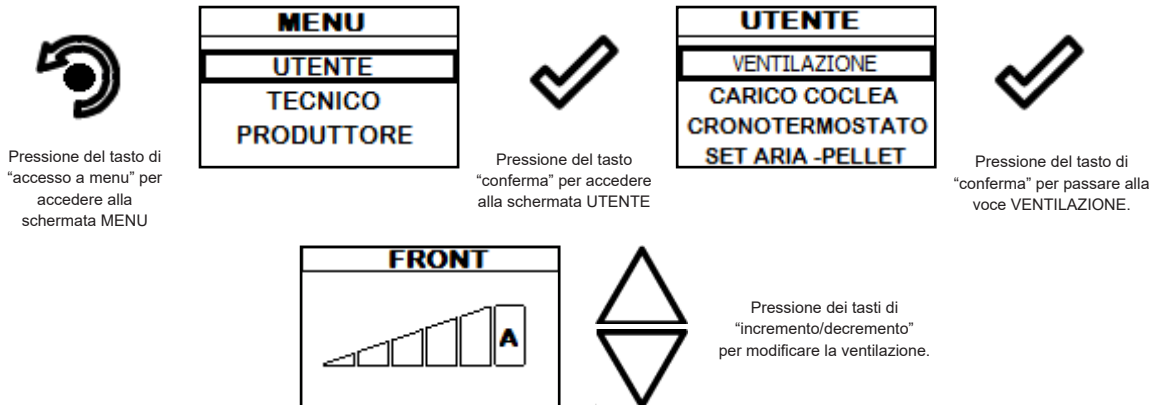 MENU
UTENTE
TECNICO
PRODUTTORE
UTENTE
VENTILAZIONE
CARICO COCLEA
CRONOTERMOSTATO
SET ARIA -PELLET
Pressione del tasto di
“accesso a menu” per
accedere alla
schermata MENU
Pressione del tasto
“conferma” per accedere
alla schermata UTENTE
Pressione del tasto di
“conferma” per passare alla
voce VENTILAZIONE.
FRONT
A
Pressione dei tasti di
“incremento/decremento”
per modificare la ventilazione.